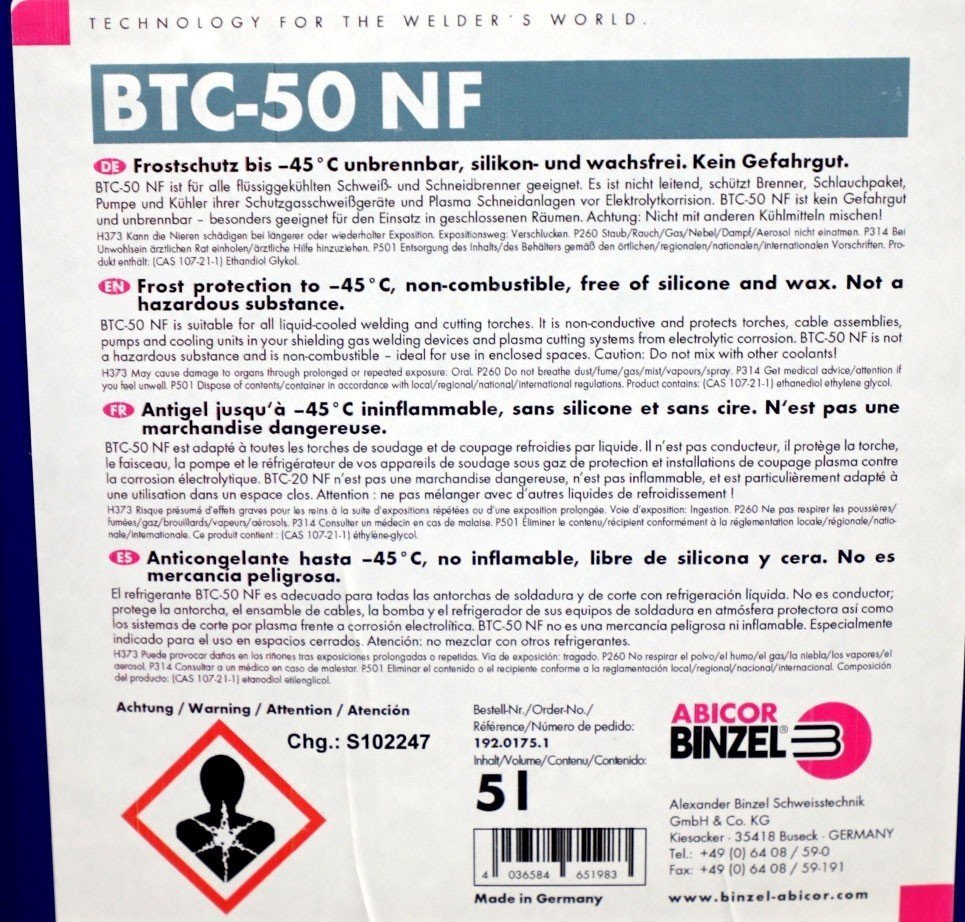 TECHNOLOGY FOR THE WELDER'S WORLD.
BTC-50 NF
DE Frostschutz bis –45°C unbrennbar, silikon- und wachsfrei. Kein Gefahrgut.
BTC-50 NF ist für alle flüssiggekühlten Schweiß- und Schneidbrenner geeignet. Es ist nicht leitend, schützt Brenner, Schlauchpaket,
Pumpe und Kühler ihrer Schutzgasschweißgeräte und Plasma Schneidanlagen vor Elektrolytkorrision. BTC-50 NF ist kein Gefahrgut
und unbrennbar – besonders geeignet für den Einsatz in geschlossenen Räumen. Achtung: Nicht mit anderen Kühlmitteln mischen!
H373 Kann die Nieren schädigen bei längerer oder wiederholter Exposition. Expositionsweg: Verschlucken. P260 Staub/Rauch/Gas/Nebel/Dampf/Aerosol nicht einatmen. P314 Bei
Unwohlsein ärztlichen Rat einholen/ärztliche Hilfe hinzuziehen. P501 Entsorgung des Inhalts/des Behälters gemäß den örtlichen/regionalen/nationalen/internationalen Vorschriften. Pro-
dukt enthält: (CAS 107-21-1) Ethandiol Glykol.
EN Frost protection to –45°C, non-combustible, free of silicone and wax. Not a
hazardous substance.
BTC-50 NF is suitable for all liquid-cooled welding and cutting torches. It is non-conductive and protects torches, cable assemblies,
pumps and cooling units in your shielding gas welding devices and plasma cutting systems from electrolytic corrosion. BTC-50 NF is not
a hazardous substance and is non-combustible – ideal for use in enclosed spaces. Caution: Do not mix with other coolants!
H373 May cause damage to organs through prolonged or repeated exposure: Oral. P260 Do not breathe dust/fume/gas/mist/vapours/spray. P314 Get medical advice/attention if
you feel unwell. P501 Dispose of contents/container in accordance with local/regional/national/international regulations. Product contains: (CAS 107-21-1) ethanediol ethylene glycol.
FR Antigel jusqu'à –45°C ininflammable, sans silicone et sans cire. N'est pas une
marchandise dangereuse.
BTC-50 NF est adapté à toutes les torches de soudage et de coupage refroidies par liquide. Il n'est pas conducteur, il protège la torche,
le faisceau, la pompe et le réfrigérateur de vos appareils de soudage sous gaz de protection et installations de coupage plasma contre
la corrosion électrolytique. BTC-20 NF n'est pas une marchandise dangereuse, n'est pas inflammable, et est particulièrement adapté à
une utilisation dans un espace clos. Attention : ne pas mélanger avec d'autres liquides de refroidissement !
H373 Risque présumé d'effets graves pour les reins à la suite d'expositions répétées ou d'une exposition prolongée. Voie d'exposition: Ingestion. P260 Ne pas respirer les poussières/
fumées/gaz/brouillards/vapeurs/aérosols. P314 Consulter un médecin en cas de malaise. P501 Éliminer le contenu/récipient conformément à la réglementation locale/régionale/natio-
nale/internationale. Ce produit contient : (CAS 107-21-1) éthylène-glycol.
ES Anticongelante hasta –45°C, no inflamable, libre de silicona y cera. No es
mercancía peligrosa.
El refrigerante BTC-50 NF es adecuado para todas las antorchas de soldadura y de corte con refrigeración líquida. No es conductor;
protege la antorcha, el ensamble de cables, la bomba y el refrigerador de sus equipos de soldadura en atmósfera protectora así como
los sistemas de corte por plasma frente a corrosión electrolítica. BTC-50 NF no es una mercancía peligrosa ni inflamable. Especialmente
indicado para el uso en espacios cerrados. Atención: no mezclar con otros refrigerantes.
H373 Puede provocar daños en los riñones tras exposiciones prolongadas o repetidas. Vía de exposición: tragado. P260 No respirar el polvo/el humo/el gas/la niebla/los vapores/el
aerosol. P314 Consultar a un médico en caso de malestar. P501 Eliminar el contenido o el recipiente conforme a la reglamentación local/regional/nacional/internacional. Composición
del producto: (CAS 107-21-1) etanodiol etilenglicol.
Achtung / Warning / Attention / Atención
Chg.: S102247
Bestell-Nr./Order-No./
Référence/Número de pedido:
192.0175.1
Inhalt/Volume/Contenu/Contenido:
5 l
4 036584 651983
Made in Germany
ABICOR
BINZEL®
Alexander Binzel Schweisstechnik
GmbH & Co. KG
Kiesacker · 35418 Buseck · GERMANY
Tel.: +49 (0) 64 08 / 59-0
Fax: +49 (0) 64 08 / 59-191
www.binzel-abicor.com